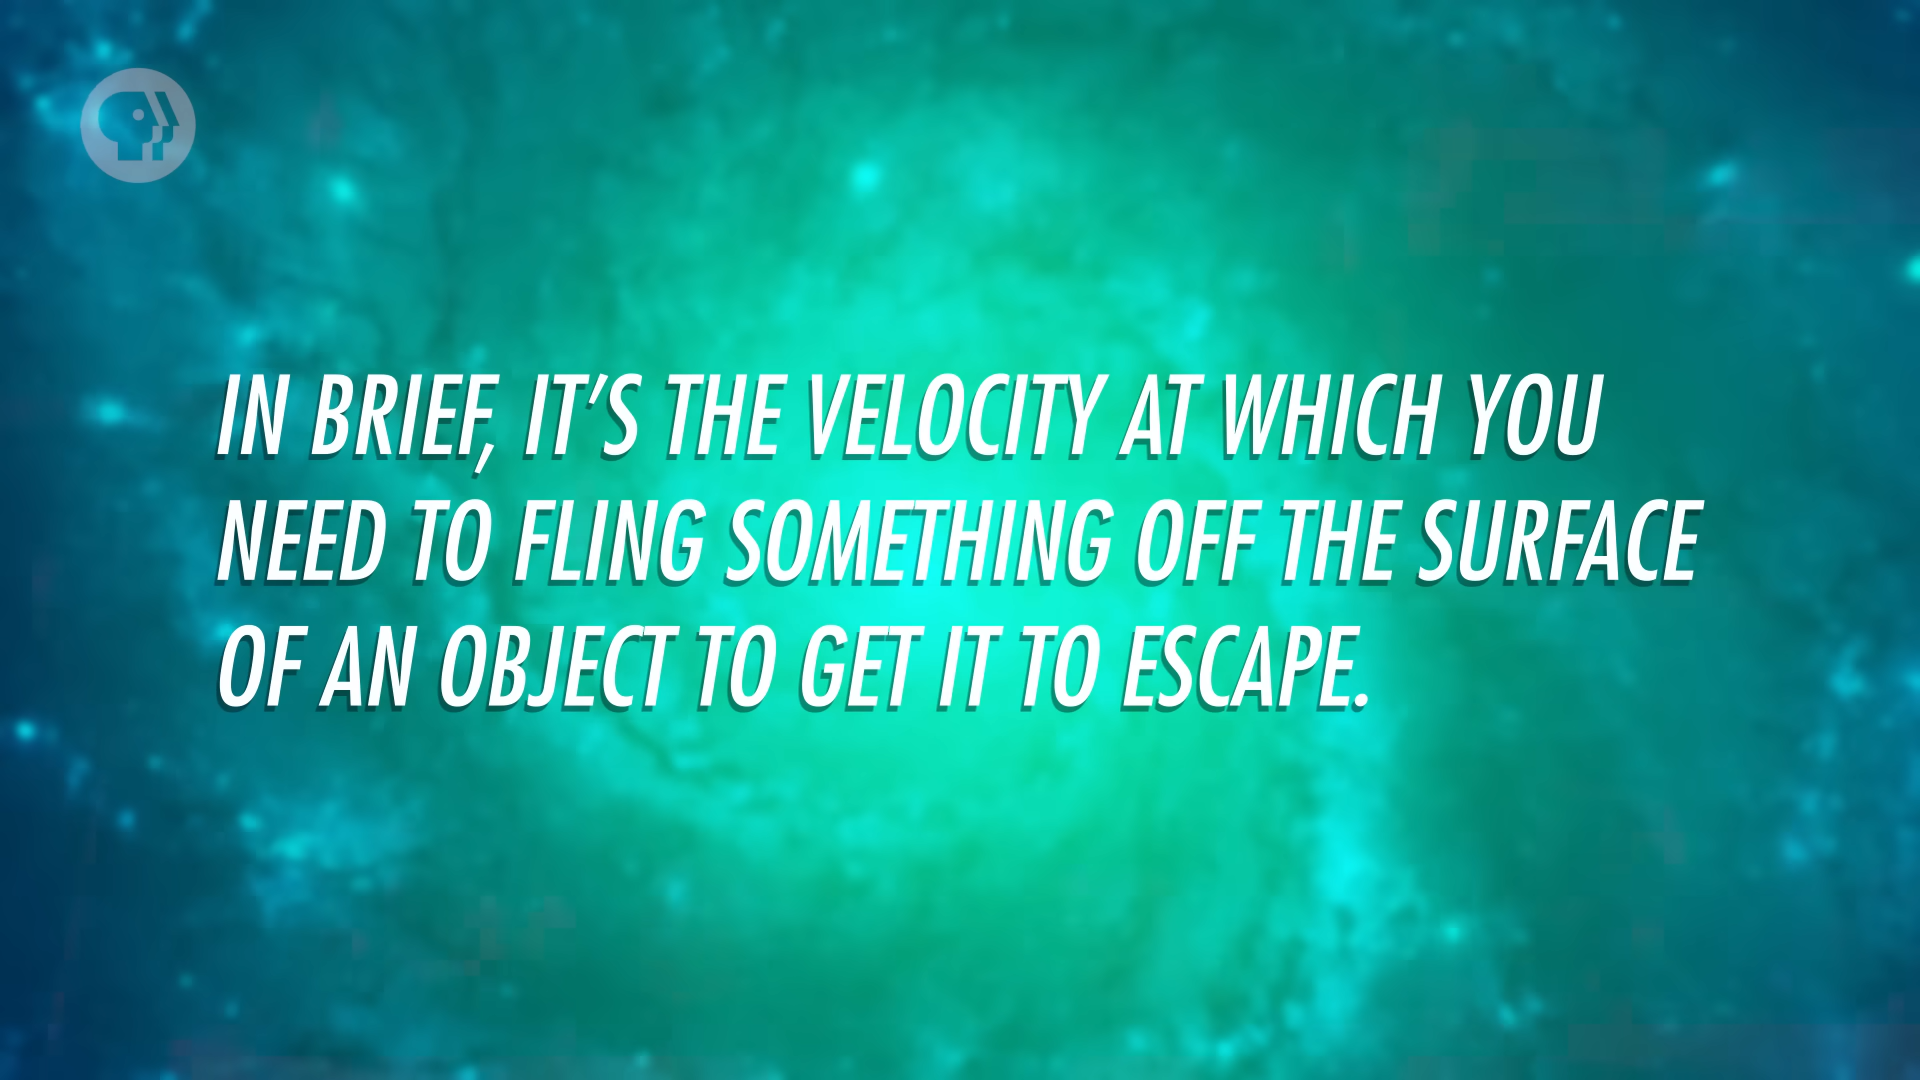 IN BRIEF, IT'S THE VELOCITY AT WHICH YOU
NEED TO FLING SOMETHING OFF THE SURFACE
OF AN OBJECT TO GET IT TO ESCAPE.